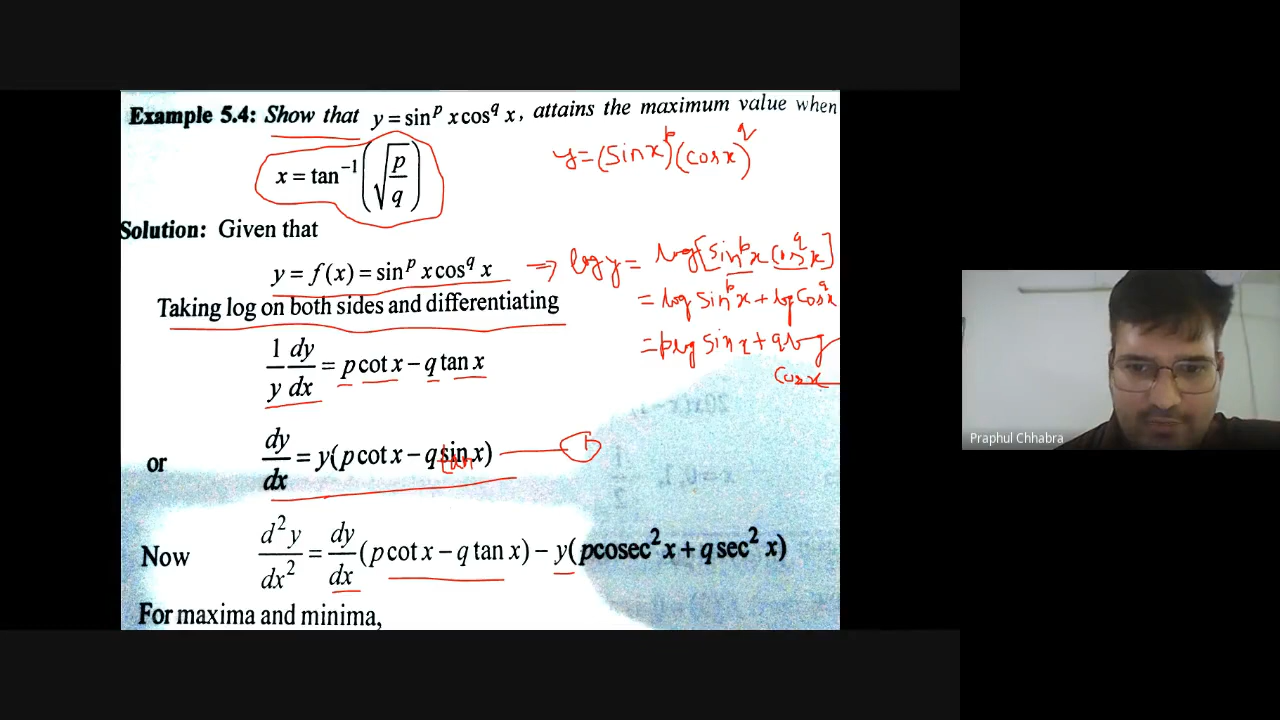 Example 5.4: Show that y = sin^p x cos^q x, attains the maximum value when
x = tan^-1 (√(p/q))
y = (sin x)^p (cos x)^q
Solution: Given that
y = f(x) = sin^p x cos^q x
⇒ log y = log [sin^p x cos^q x]
= log sin^p x + log cos^q x
= p log sin x + q log
cos x
Taking log on both sides and differentiating
1/y dy/dx = p cot x − q tan x
or dy/dx = y(p cot x − q sin x)
tan
1
Now d²y/dx² = dy/dx (p cot x − q tan x) − y(pcosec² x + q sec² x)
For maxima and minima,
Praphul Chhabra